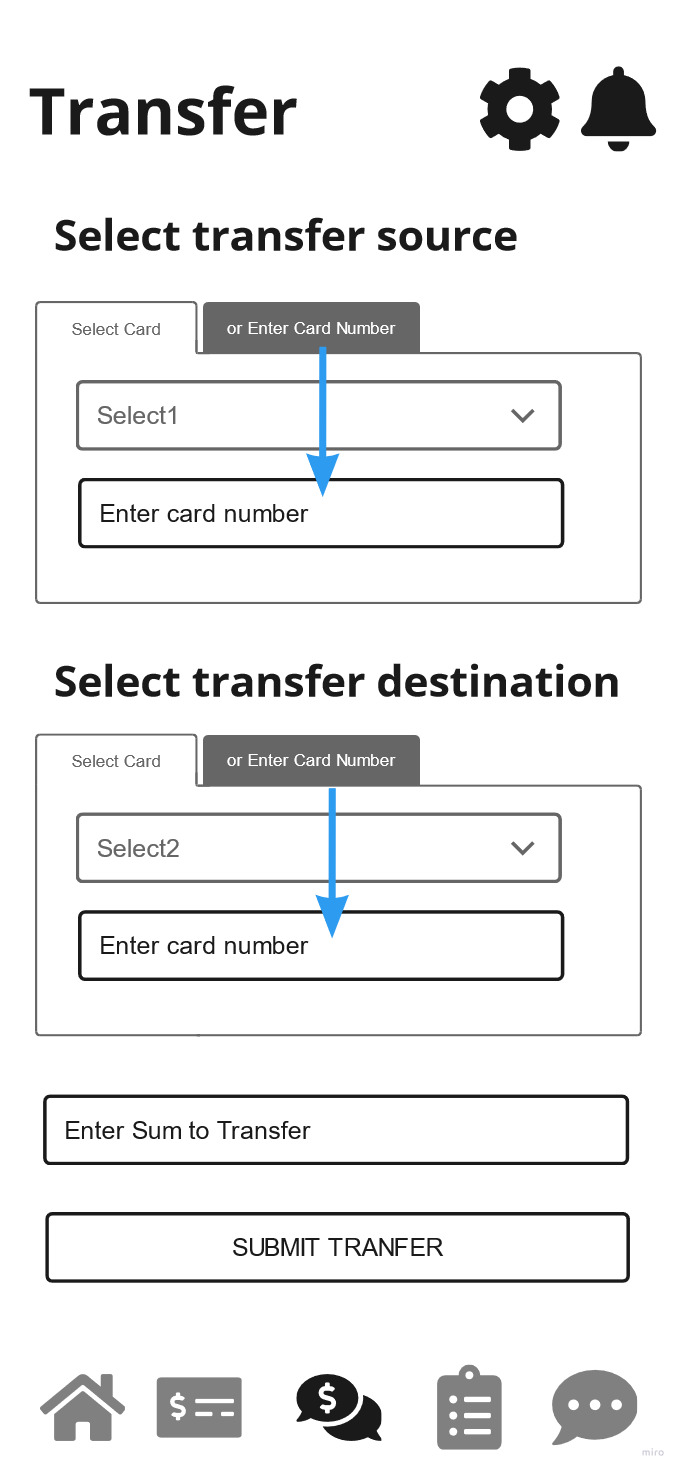 Transfer
Select transfer source
Select Card
or Enter Card Number
Select1
Enter card number
Select transfer destination
Select Card
or Enter Card Number
Select2
Enter card number
Enter Sum to Transfer
SUBMIT TRANFER
$
$
miro